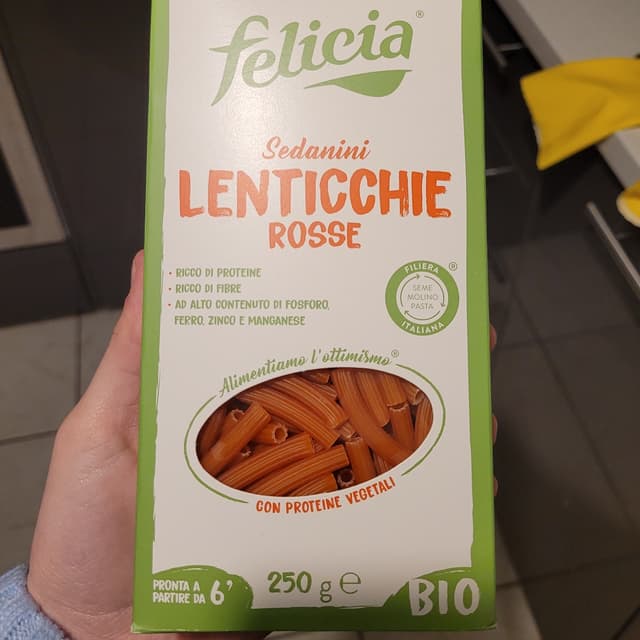 felicia®
Sedanini
LENTICCHIE
ROSSE
• RICCO DI PROTEINE
• RICCO DI FIBRE
• AD ALTO CONTENUTO DI FOSFORO,
FERRO, ZINCO E MANGANESE
FILIERA ®
SEME
MOLINO
PASTA
ITALIANA
Alimentiamo l'ottimismo®
CON PROTEINE VEGETALI
PRONTA A
PARTIRE DA 6'
250 g ℮
BIO